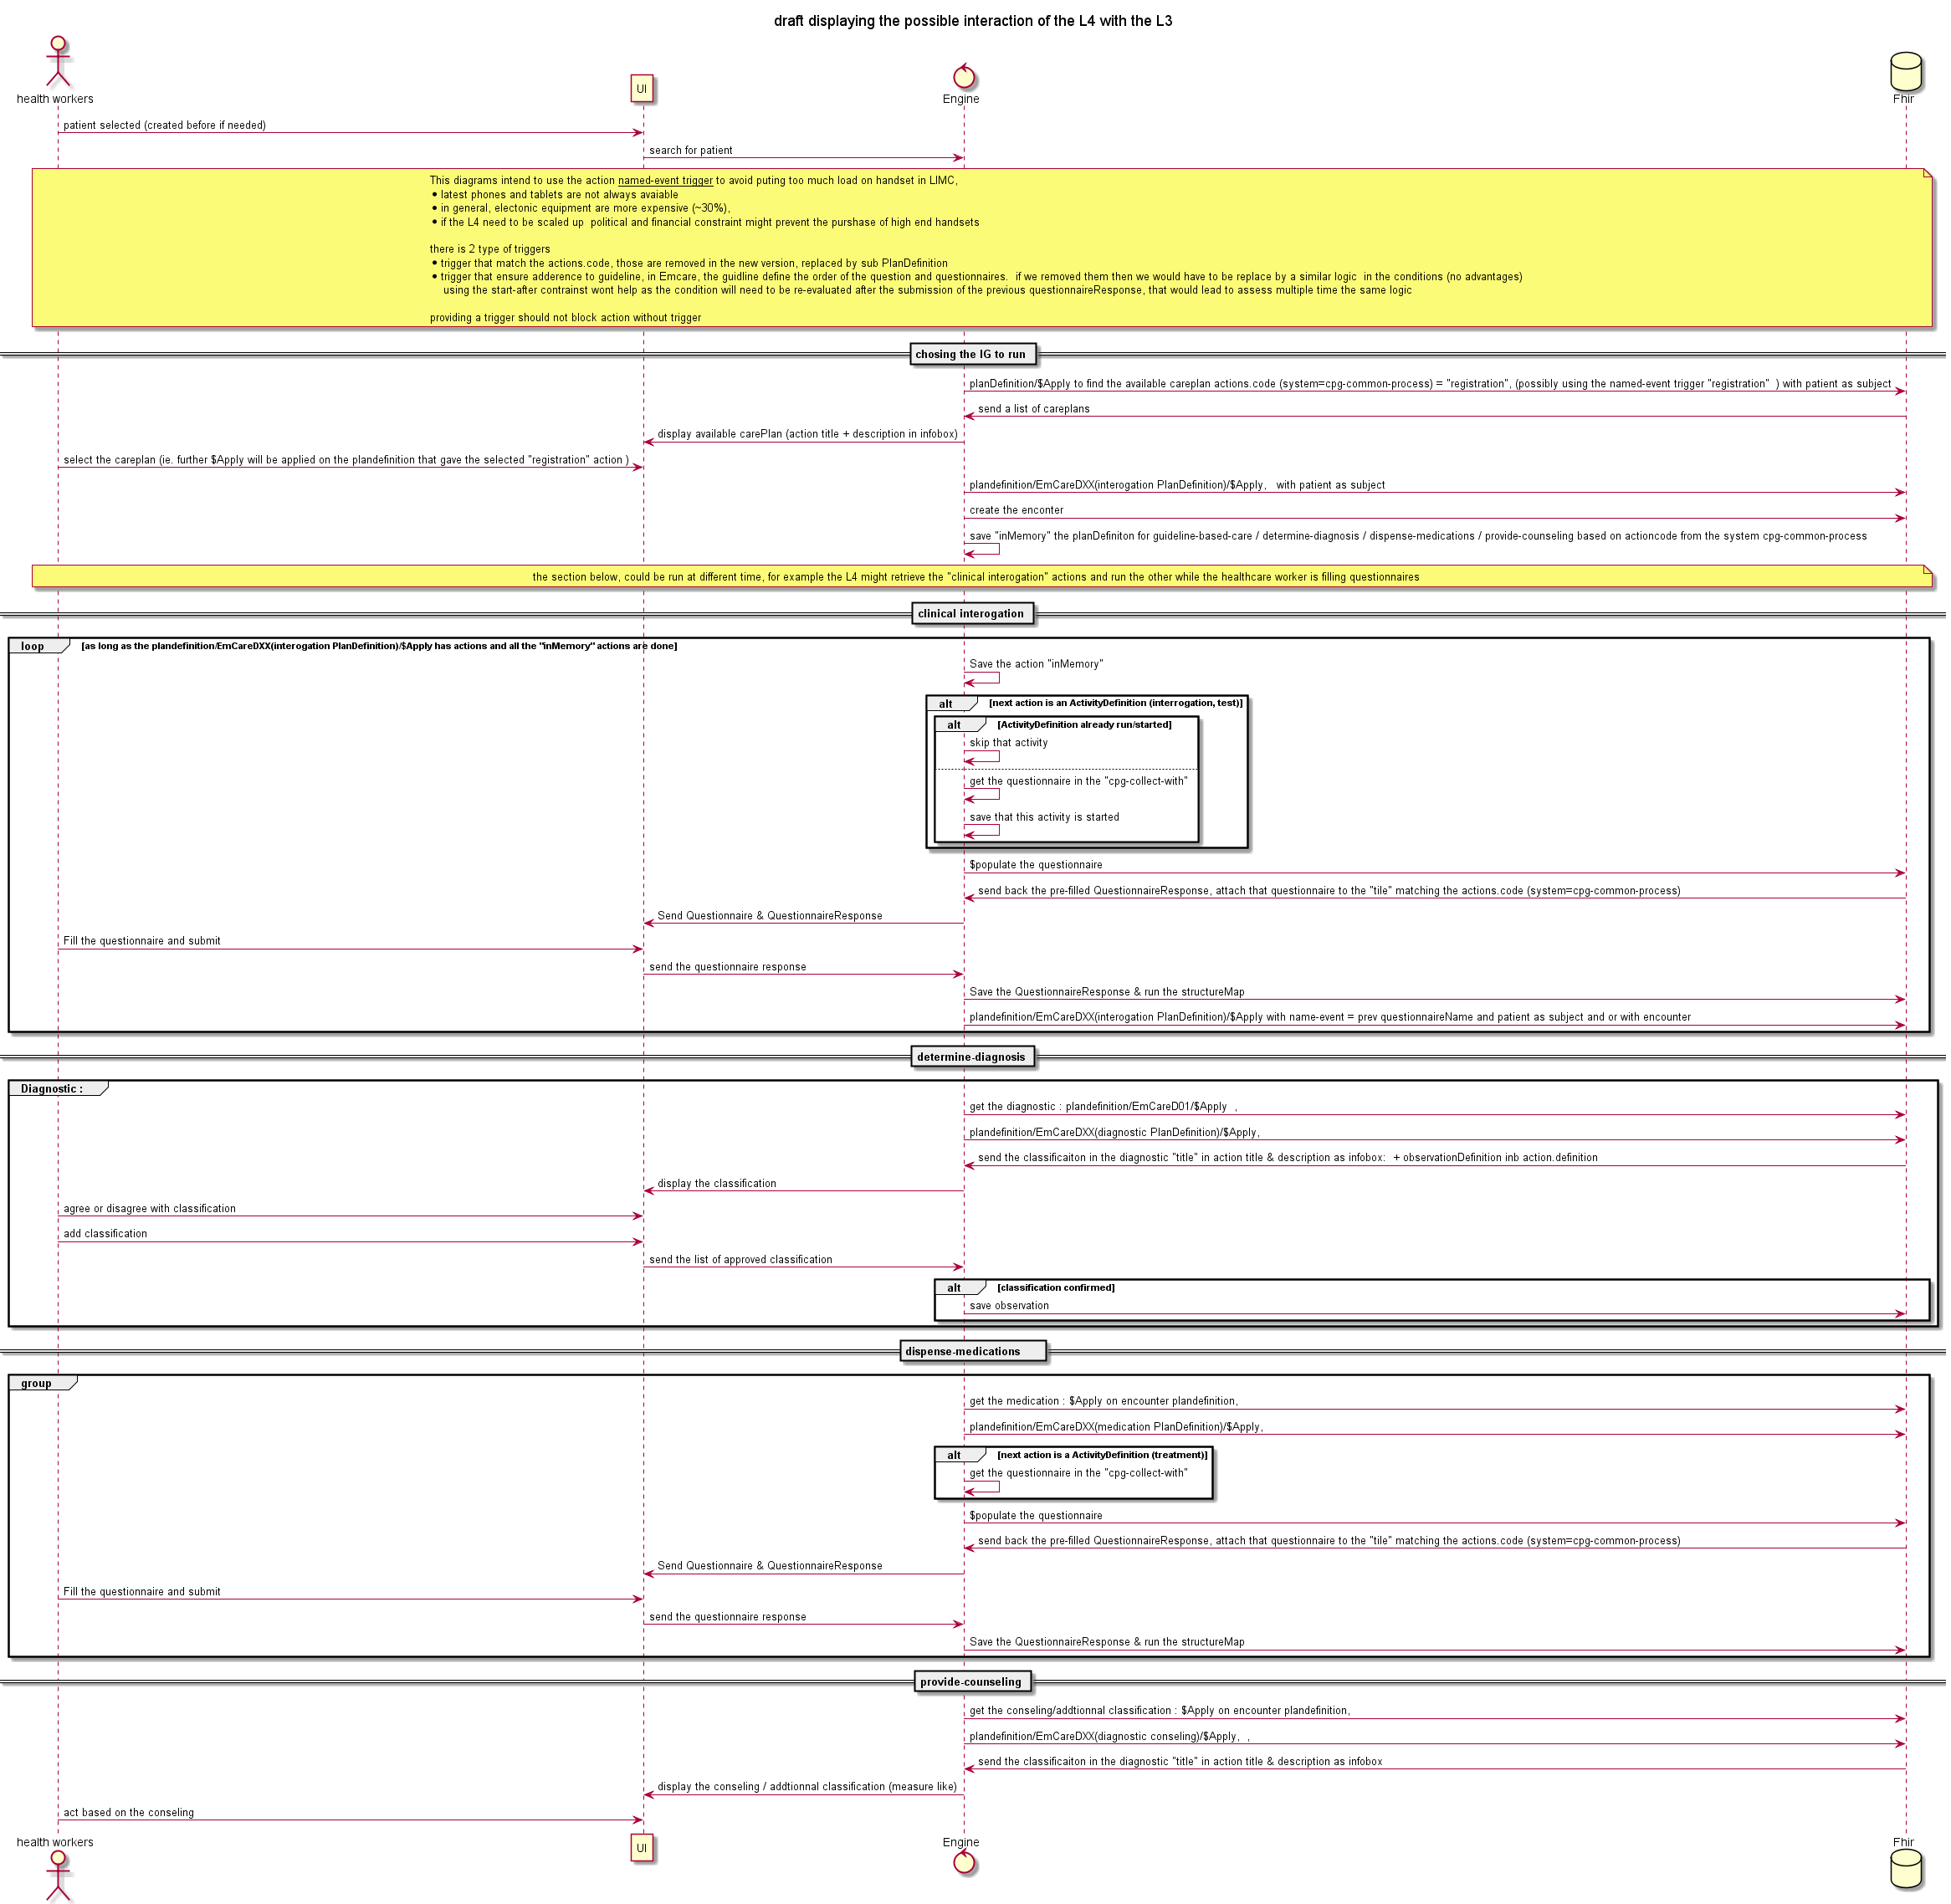 draft displaying the possible interaction of the L4 with the L3
health workers
UI
Engine
Fhir
patient selected (created before if needed)
search for patient
This diagrams intend to use the action named-event trigger to avoid puting too much load on handset in LIMC,
• latest phones and tablets are not always avaiable
• in general, electonic equipment are more expensive (~30%),
• if the L4 need to be scaled up  political and financial constraint might prevent the purshase of high end handsets
there is 2 type of triggers
• trigger that match the actions.code, those are removed in the new version, replaced by sub PlanDefinition
• trigger that ensure adderence to guideline, in Emcare, the guidline define the order of the question and questionnaires.  if we removed them then we would have to be replace by a similar logic  in the conditions (no advantages)
using the start-after contrainst wont help as the condition will need to be re-evaluated after the submission of the previous questionnaireResponse, that would lead to assess multiple time the same logic
providing a trigger should not block action without trigger
chosing the IG to run
planDefinition/$Apply to find the available careplan actions.code (system=cpg-common-process) = "registration", (possibly using the named-event trigger "registration"  ) with patient as subject
send a list of careplans
display available carePlan (action title + description in infobox)
select the careplan (ie. further $Apply will be applied on the plandefinition that gave the selected "registration" action )
plandefinition/EmCareDXX(interogation PlanDefinition)/$Apply,   with patient as subject
create the enconter
save "inMemory" the planDefiniton for guideline-based-care / determine-diagnosis / dispense-medications / provide-counseling based on actioncode from the system cpg-common-process
the section below, could be run at different time, for example the L4 might retrieve the "clinical interogation" actions and run the other while the healthcare worker is filling questionnaires
clinical interogation
loop
[as long as the plandefinition/EmCareDXX(interogation PlanDefinition)/$Apply has actions and all the "inMemory" actions are done]
Save the action "inMemory"
alt
[next action is an ActivityDefinition (interrogation, test)]
alt
[ActivityDefinition already run/started]
skip that activity
get the questionnaire in the "cpg-collect-with"
save that this activity is started
$populate the questionnaire
send back the pre-filled QuestionnaireResponse, attach that questionnaire to the "tile" matching the actions.code (system=cpg-common-process)
Send Questionnaire & QuestionnaireResponse
Fill the questionnaire and submit
send the questionnaire response
Save the QuestionnaireResponse & run the structureMap
plandefinition/EmCareDXX(interogation PlanDefinition)/$Apply with name-event = prev questionnaireName and patient as subject and or with encounter
determine-diagnosis
Diagnostic :
get the diagnostic : plandefinition/EmCareD01/$Apply  ,
plandefinition/EmCareDXX(diagnostic PlanDefinition)/$Apply,
send the classificaiton in the diagnostic "title" in action title & description as infobox:  + observationDefinition inb action.definition
display the classification
agree or disagree with classification
add classification
send the list of approved classification
alt
[classification confirmed]
save observation
dispense-medications
group
get the medication : $Apply on encounter plandefinition,
plandefinition/EmCareDXX(medication PlanDefinition)/$Apply,
alt
[next action is a ActivityDefinition (treatment)]
get the questionnaire in the "cpg-collect-with"
$populate the questionnaire
send back the pre-filled QuestionnaireResponse, attach that questionnaire to the "tile" matching the actions.code (system=cpg-common-process)
Send Questionnaire & QuestionnaireResponse
Fill the questionnaire and submit
send the questionnaire response
Save the QuestionnaireResponse & run the structureMap
provide-counseling
get the conseling/addtionnal classification : $Apply on encounter plandefinition,
plandefinition/EmCareDXX(diagnostic conseling)/$Apply,  ,
send the classificaiton in the diagnostic "title" in action title & description as infobox
display the conseling / addtionnal classification (measure like)
act based on the conseling
health workers
UI
Engine
Fhir